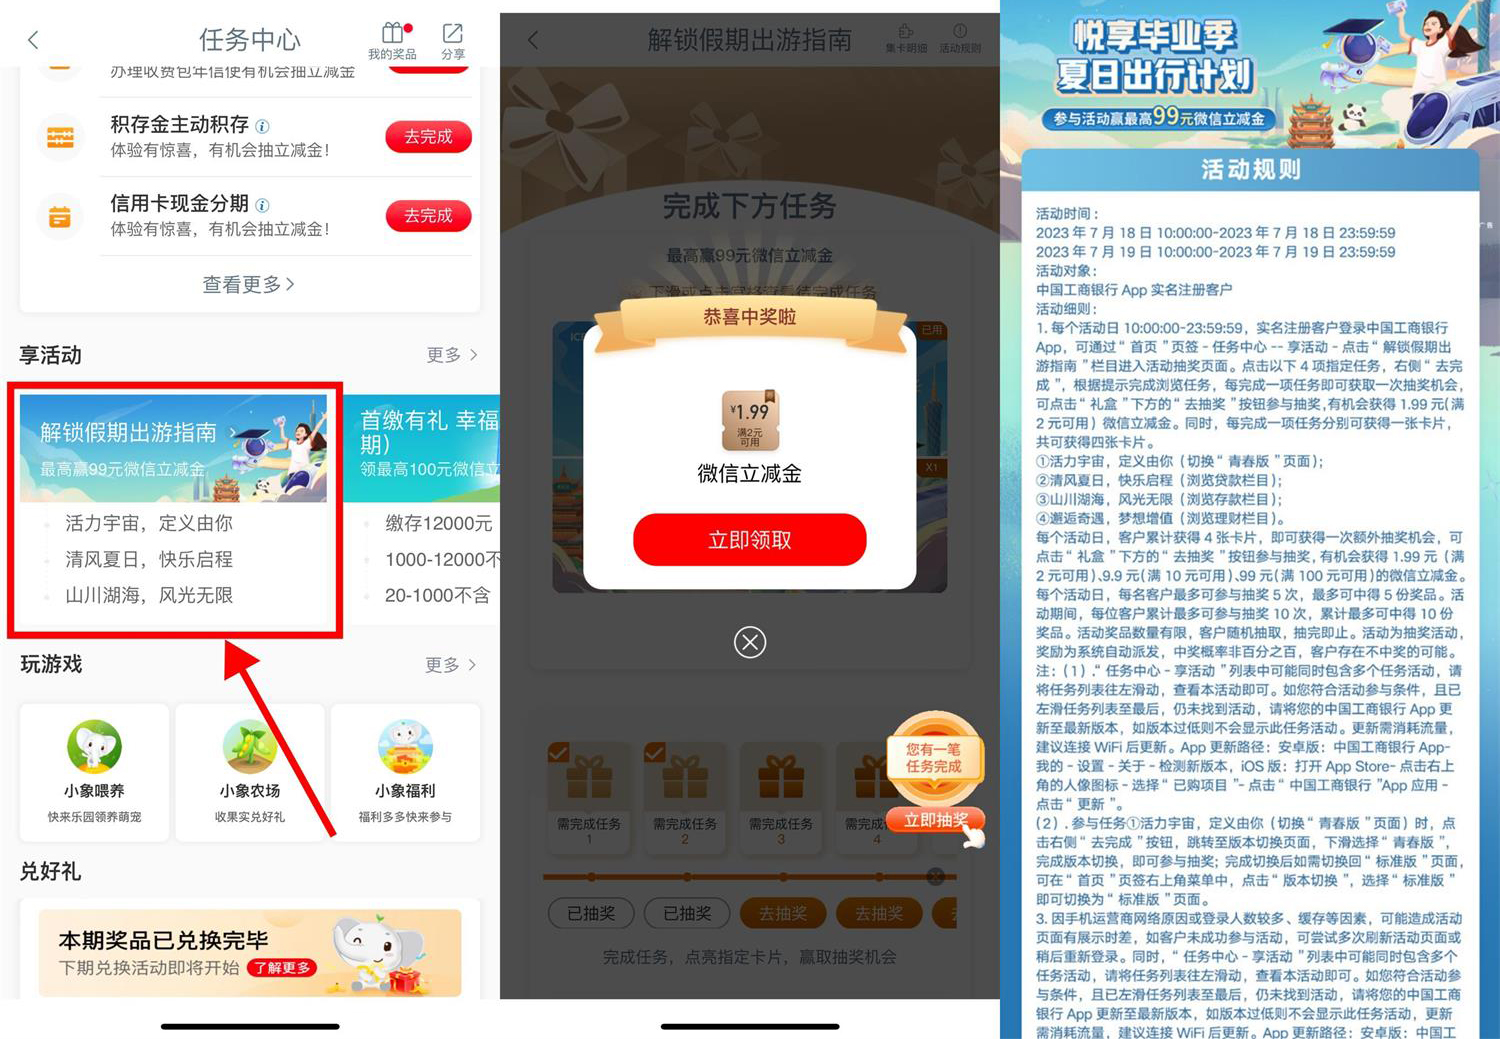 任务中心
我的奖品
分享
办理收费包年信使有机会抽立减金
积存金主动积存
体验有惊喜，有机会抽立减金！
去完成
信用卡现金分期
体验有惊喜，有机会抽立减金！
去完成
查看更多
享活动
更多
解锁假期出游指南
最高赢99元微信立减金
活力宇宙，定义由你
清风夏日，快乐启程
山川湖海，风光无限
首缴有礼 幸福
期）
领最高100元微信立
缴存12000元
1000-12000不
20-1000不含
玩游戏
更多
小象喂养
快来乐园领养萌宠
小象农场
收果实兑好礼
小象福利
福利多多快来参与
兑好礼
本期奖品已兑换完毕
下期兑换活动即将开始
了解更多
解锁假期出游指南
集卡明细
活动规则
完成下方任务
最高赢99元微信立减金
恭喜中奖啦
已用
¥1.99
满2元
可用
微信立减金
X1
立即领取
您有一笔
任务完成
立即抽奖
需完成任务
1
需完成任务
2
需完成任务
3
需完成
4
已抽奖
已抽奖
去抽奖
去抽奖
完成任务，点亮指定卡片，赢取抽奖机会
悦享毕业季
夏日出行计划
参与活动赢最高99元微信立减金
活动规则
活动时间：
2023 年 7 月 18 日 10:00:00-2023 年 7 月 18 日 23:59:59
2023 年 7 月 19 日 10:00:00-2023 年 7 月 19 日 23:59:59
活动对象：
中国工商银行 App 实名注册客户
活动细则：
1. 每个活动日 10:00:00-23:59:59，实名注册客户登录中国工商银行
App，可通过“ 首页 ”页签 - 任务中心 -- 享活动 - 点击“ 解锁假期出
游指南 ”栏目进入活动抽奖页面。点击以下 4 项指定任务，右侧“ 去完
成 ”，根据提示完成浏览任务，每完成一项任务即可获取一次抽奖机会，
可点击“ 礼盒 ”下方的“ 去抽奖 ”按钮参与抽奖,有机会获得 1.99 元(满
2 元可用）微信立减金。同时，每完成一项任务分别可获得一张卡片，
共可获得四张卡片。
①活力宇宙，定义由你（切换“ 青春版 ”页面）；
②清风夏日，快乐启程（浏览贷款栏目）；
③山川湖海，风光无限（浏览存款栏目）；
④邂逅奇遇，梦想增值（浏览理财栏目）。
每个活动日，客户累计获得 4 张卡片，即可获得一次额外抽奖机会，可
点击“ 礼盒 ”下方的“ 去抽奖 ”按钮参与抽奖, 有机会获得 1.99 元（满
2 元可用）、9.9 元(满 10 元可用)、99 元(满 100 元可用)的微信立减金。
每个活动日，每名客户最多可参与抽奖 5 次，最多可中得 5 份奖品。活
动期间，每位客户累计最多可参与抽奖 10 次，累计最多可中得 10 份
奖品。活动奖品数量有限，客户随机抽取，抽完即止。活动为抽奖活动，
奖励为系统自动派发，中奖概率非百分之百，客户存在不中奖的可能。
注：（1）.“ 任务中心 - 享活动 ”列表中可能同时包含多个任务活动，请
将任务列表往左滑动，查看本活动即可。如您符合活动参与条件，且已
左滑任务列表至最后，仍未找到活动，请将您的中国工商银行 App 更
新至最新版本，如版本过低则不会显示此任务活动。更新需消耗流量，
建议连接 WiFi 后更新。App 更新路径：安卓版：中国工商银行 App-
我的 - 设置 - 关于 - 检测新版本，iOS 版：打开 App Store- 点击右上
角的人像图标 - 选择“ 已购项目 ”- 点击“ 中国工商银行 ”App 应用 -
点击“ 更新 ”。
（2）. 参与任务①活力宇宙，定义由你（切换“ 青春版 ”页面）时，点
击右侧“ 去完成 ”按钮，跳转至版本切换页面，下滑选择“ 青春版 ”，
完成版本切换，即可参与抽奖；完成切换后如需切换回“ 标准版 ”页面，
可在“ 首页 ”页签右上角菜单中，点击“ 版本切换 ”，选择“ 标准版 ”
即可切换为“ 标准版 ”页面。
3. 因手机运营商网络原因或登录人数较多、缓存等因素，可能造成活动
页面有展示时差，如客户未成功参与活动，可尝试多次刷新活动页面或
稍后重新登录。同时，“ 任务中心 - 享活动 ”列表中可能同时包含多个
任务活动，请将任务列表往左滑动，查看本活动即可。如您符合活动参
与条件，且已左滑任务列表至最后，仍未找到活动，请将您的中国工商
银行 App 更新至最新版本，如版本过低则不会显示此任务活动，更新
需消耗流量，建议连接 WiFi 后更新。App 更新路径：安卓版：中国工